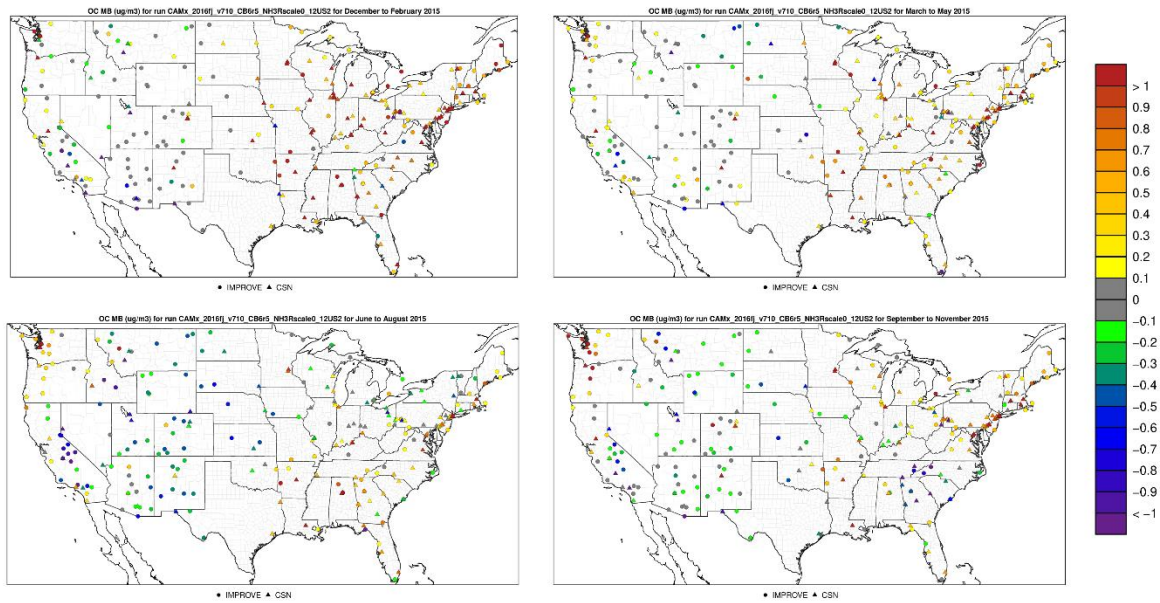 OC MB (ug/m3) for run CAMx_2016fj_v710_CB6r5_NH3Rscale0_12US2 for December to February 2015
● IMPROVE ▲ CSN
OC MB (ug/m3) for run CAMx_2016fj_v710_CB6r5_NH3Rscale0_12US2 for March to May 2015
● IMPROVE ▲ CSN
OC MB (ug/m3) for run CAMx_2016fj_v710_CB6r5_NH3Rscale0_12US2 for June to August 2015
● IMPROVE ▲ CSN
OC MB (ug/m3) for run CAMx_2016fj_v710_CB6r5_NH3Rscale0_12US2 for September to November 2015
● IMPROVE ▲ CSN
> 1
0.9
0.8
0.7
0.6
0.5
0.4
0.3
0.2
0.1
0
−0.1
−0.2
−0.3
−0.4
−0.5
−0.6
−0.7
−0.8
−0.9
< −1